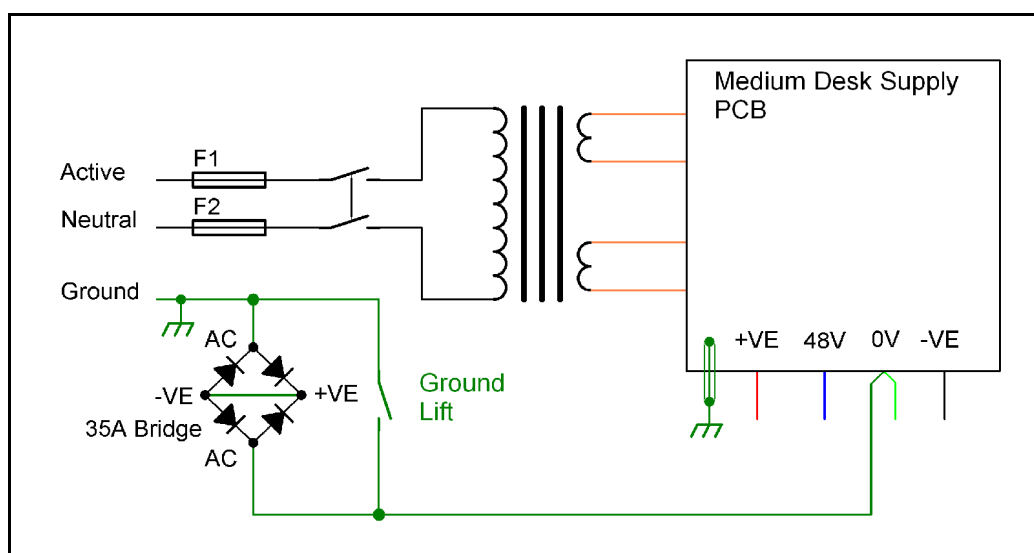 Medium Desk Supply
PCB
F1
Active
F2
Neutral
Ground
AC
+VE 48V 0V -VE
-VE
+VE
Ground
Lift
35A Bridge
AC